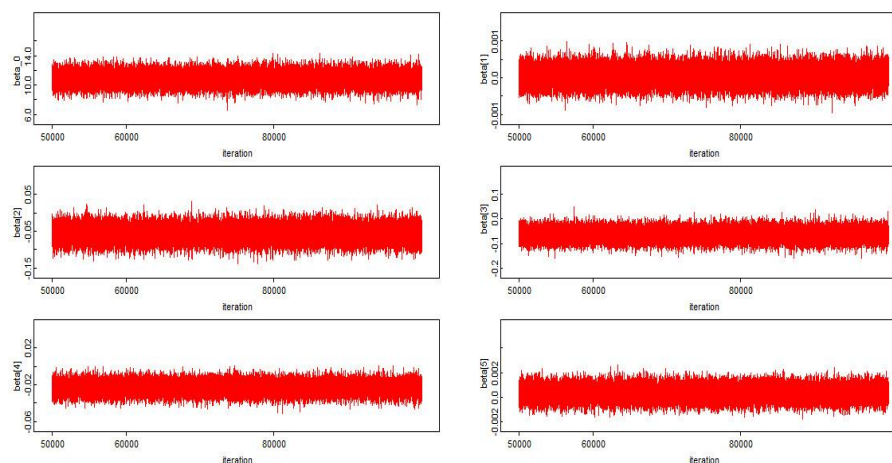 beta_0
14.0
10.0
6.0
50000 60000 80000
iteration
beta[1]
0.001
0.0
-0.001
50000 60000 80000
iteration
beta[2]
0.05
-0.05
-0.15
50000 60000 80000
iteration
beta[3]
0.1
-0.0
-0.1
-0.2
50000 60000 80000
iteration
beta[4]
0.02
-0.02
-0.06
50000 60000 80000
iteration
beta[5]
0.002
0.0
-0.002
50000 60000 80000
iteration